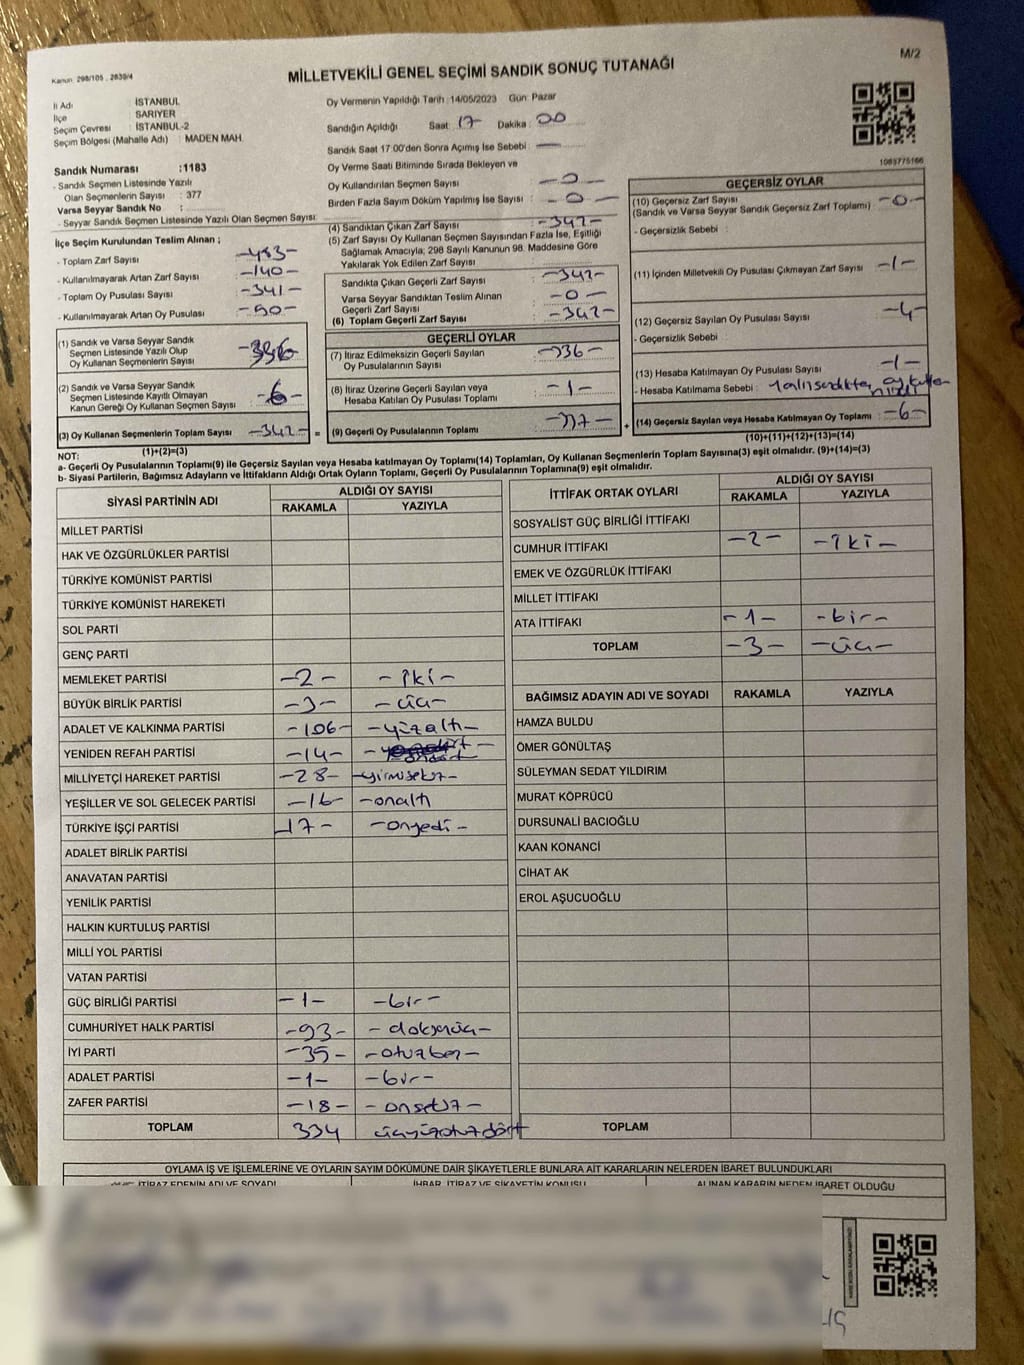 M/2
Kanun: 298/105 , 2839/4
MİLLETVEKİLİ GENEL SEÇİMİ SANDIK SONUÇ TUTANAĞI
İl Adı : İSTANBUL
İlçe : SARIYER
Seçim Çevresi : İSTANBUL-2
Seçim Bölgesi (Mahalle Adı) : MADEN MAH.
Sandık Numarası :1183
- Sandık Seçmen Listesinde Yazılı
Olan Seçmenlerin Sayısı : 377
Varsa Seyyar Sandık No :
- Seyyar Sandık Seçmen Listesinde Yazılı Olan Seçmen Sayısı:
İlçe Seçim Kurulundan Teslim Alınan ;
- Toplam Zarf Sayısı -483-
- Kullanılmayarak Artan Zarf Sayısı -140-
- Toplam Oy Pusulası Sayısı -341-
- Kullanılmayarak Artan Oy Pusulası -50-
(1) Sandık ve Varsa Seyyar Sandık
Seçmen Listesinde Yazılı Olup
Oy Kullanan Seçmenlerin Sayısı -336-
(2) Sandık ve Varsa Seyyar Sandık
Seçmen Listesinde Kayıtlı Olmayan
Kanun Gereği Oy Kullanan Seçmen Sayısı -6-
(3) Oy Kullanan Seçmenlerin Toplam Sayısı -342- =
(1)+(2)=(3)
Oy Vermenin Yapıldığı Tarih :14/05/2023 Gün: Pazar
Sandığın Açıldığı Saat : 17 Dakika : 00
Sandık Saat 17:00'den Sonra Açımış İse Sebebi : —
Oy Verme Saati Bitiminde Sırada Bekleyen ve
Oy Kullandırılan Seçmen Sayısı -0-
Birden Fazla Sayım Döküm Yapılmış İse Sayısı -0-
(4) Sandıktan Çıkan Zarf Sayısı -342-
(5) Zarf Sayısı Oy Kullanan Seçmen Sayısından Fazla İse, Eşitliği
Sağlamak Amacıyla; 298 Sayılı Kanunun 98. Maddesine Göre
Yakılarak Yok Edilen Zarf Sayısı :
Sandıkta Çıkan Geçerli Zarf Sayısı -342-
Varsa Seyyar Sandıktan Teslim Alınan
Geçerli Zarf Sayısı -0-
(6) Toplam Geçerli Zarf Sayısı -342-
GEÇERLİ OYLAR
(7) İtiraz Edilmeksizin Geçerli Sayılan
Oy Pusulalarının Sayısı -336-
(8) İtiraz Üzerine Geçerli Sayılan veya
Hesaba Katılan Oy Pusulası Toplamı -1-
(9) Geçerli Oy Pusulalarının Toplamı -337- +
1083775166
GEÇERSİZ OYLAR
(10) Geçersiz Zarf Sayısı
(Sandık ve Varsa Seyyar Sandık Geçersiz Zarf Toplamı) -0-
- Geçersizlik Sebebi :
(11) İçinden Milletvekili Oy Pusulası Çıkmayan Zarf Sayısı -1-
(12) Geçersiz Sayılan Oy Pusulası Sayısı -4-
- Geçersizlik Sebebi :
(13) Hesaba Katılmayan Oy Pusulası Sayısı -1-
- Hesaba Katılmama Sebebi :
(14) Geçersiz Sayılan veya Hesaba Katılmayan Oy Toplamı -6-
(10)+(11)+(12)+(13)=(14)
NOT:
a- Geçerli Oy Pusulalarının Toplamı(9) ile Geçersiz Sayılan veya Hesaba katılmayan Oy Toplamı(14) Toplamları, Oy Kullanan Seçmenlerin Toplam Sayısına(3) eşit olmalıdır. (9)+(14)=(3)
b- Siyasi Partilerin, Bağımsız Adayların ve İttifakların Aldığı Ortak Oyların Toplamı, Geçerli Oy Pusulalarının Toplamına(9) eşit olmalıdır.
SİYASİ PARTİNİN ADI ALDIĞI OY SAYISI
RAKAMLA YAZIYLA
MİLLET PARTİSİ
HAK VE ÖZGÜRLÜKLER PARTİSİ
TÜRKİYE KOMÜNİST PARTİSİ
TÜRKİYE KOMÜNİST HAREKETİ
SOL PARTİ
GENÇ PARTİ
MEMLEKET PARTİSİ -2- -iki-
BÜYÜK BİRLİK PARTİSİ -3- -üç-
ADALET VE KALKINMA PARTİSİ -106- -yüzaltı-
YENİDEN REFAH PARTİSİ -14-
MİLLİYETÇİ HAREKET PARTİSİ -28- -yirmisekiz-
YEŞİLLER VE SOL GELECEK PARTİSİ -16- -onaltı
TÜRKİYE İŞÇİ PARTİSİ -17- -onyedi-
ADALET BİRLİK PARTİSİ
ANAVATAN PARTİSİ
YENİLİK PARTİSİ
HALKIN KURTULUŞ PARTİSİ
MİLLİ YOL PARTİSİ
VATAN PARTİSİ
GÜÇ BİRLİĞİ PARTİSİ -1- -bir-
CUMHURİYET HALK PARTİSİ -93- -doksanüç-
İYİ PARTİ -35- -otuzbeş-
ADALET PARTİSİ -1- -bir-
ZAFER PARTİSİ -18- -onsekiz-
TOPLAM 334 üçyüzotuzdört
İTTİFAK ORTAK OYLARI ALDIĞI OY SAYISI
RAKAMLA YAZIYLA
SOSYALİST GÜÇ BİRLİĞİ İTTİFAKI
CUMHUR İTTİFAKI -2- -iki-
EMEK VE ÖZGÜRLÜK İTTİFAKI
MİLLET İTTİFAKI
ATA İTTİFAKI -1- -bir-
TOPLAM -3- -üç-
BAĞIMSIZ ADAYIN ADI VE SOYADI RAKAMLA YAZIYLA
HAMZA BULDU
ÖMER GÖNÜLTAŞ
SÜLEYMAN SEDAT YILDIRIM
MURAT KÖPRÜCÜ
DURSUNALİ BACIOĞLU
KAAN KONANCİ
CİHAT AK
EROL AŞUCUOĞLU
TOPLAM
OYLAMA İŞ VE İŞLEMLERİNE VE OYLARIN SAYIM DÖKÜMÜNE DAİR ŞİKAYETLERLE BUNLARA AİT KARARLARIN NELERDEN İBARET BULUNDUKLARI
İTİRAZ EDENİN ADI VE SOYADI İHBAR, İTİRAZ VE ŞİKAYETİN KONUSU ALINAN KARARIN NEDEN İBARET OLDUĞU